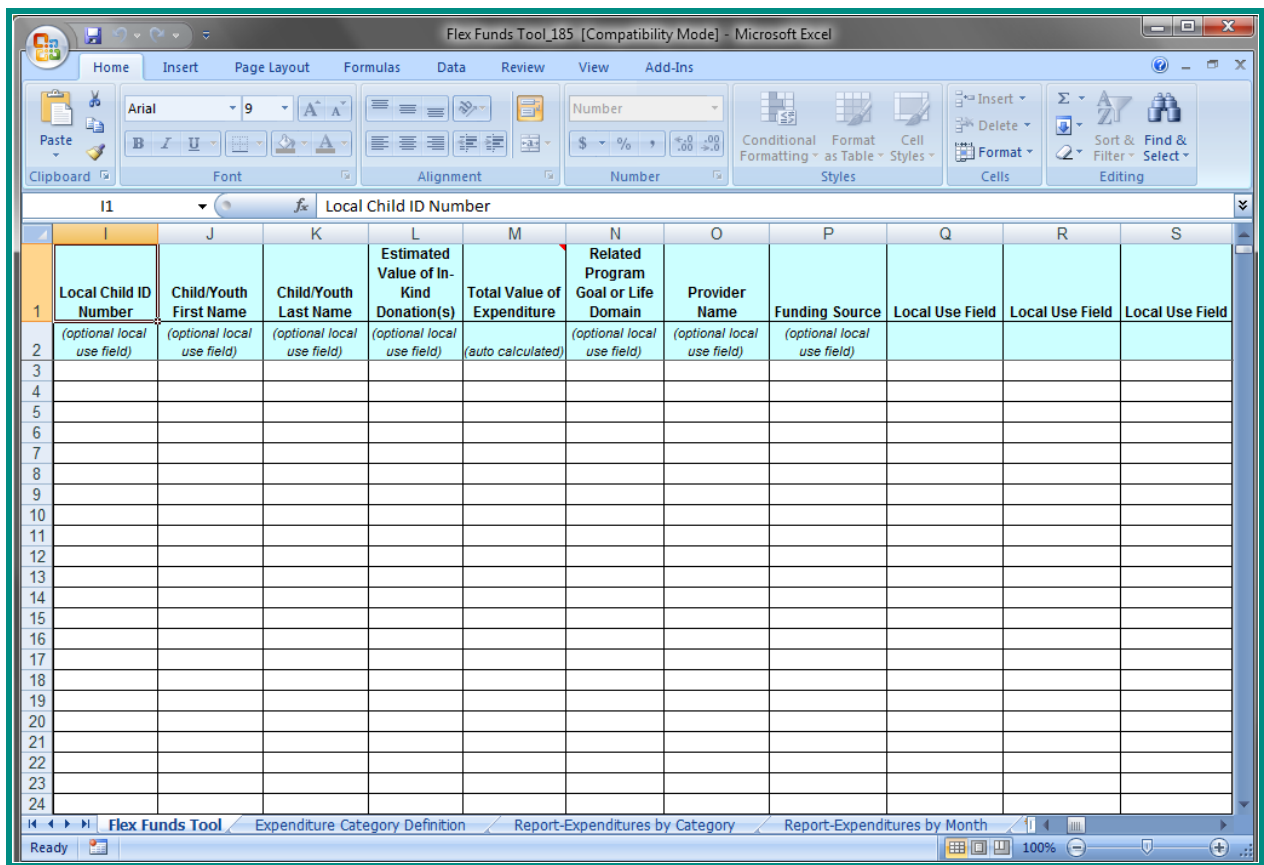 Flex Funds Tool_185 [Compatibility Mode] - Microsoft Excel
Home Insert Page Layout Formulas Data Review View Add-Ins
Paste
Clipboard
Arial 9
B I U
Font
Alignment
Number
$ % ,
Number
Conditional Formatting
Format as Table
Cell Styles
Styles
Insert
Delete
Format
Cells
Σ
Sort & Filter
Find & Select
Editing
I1 fx Local Child ID Number
I J K L M N O P Q R S
1 Local Child ID Number Child/Youth First Name Child/Youth Last Name Estimated Value of In-Kind Donation(s) Total Value of Expenditure Related Program Goal or Life Domain Provider Name Funding Source Local Use Field Local Use Field Local Use Field
2 (optional local use field) (optional local use field) (optional local use field) (optional local use field) (auto calculated) (optional local use field) (optional local use field) (optional local use field)
3
4
5
6
7
8
9
10
11
12
13
14
15
16
17
18
19
20
21
22
23
24
Flex Funds Tool Expenditure Category Definition Report-Expenditures by Category Report-Expenditures by Month
Ready 100%